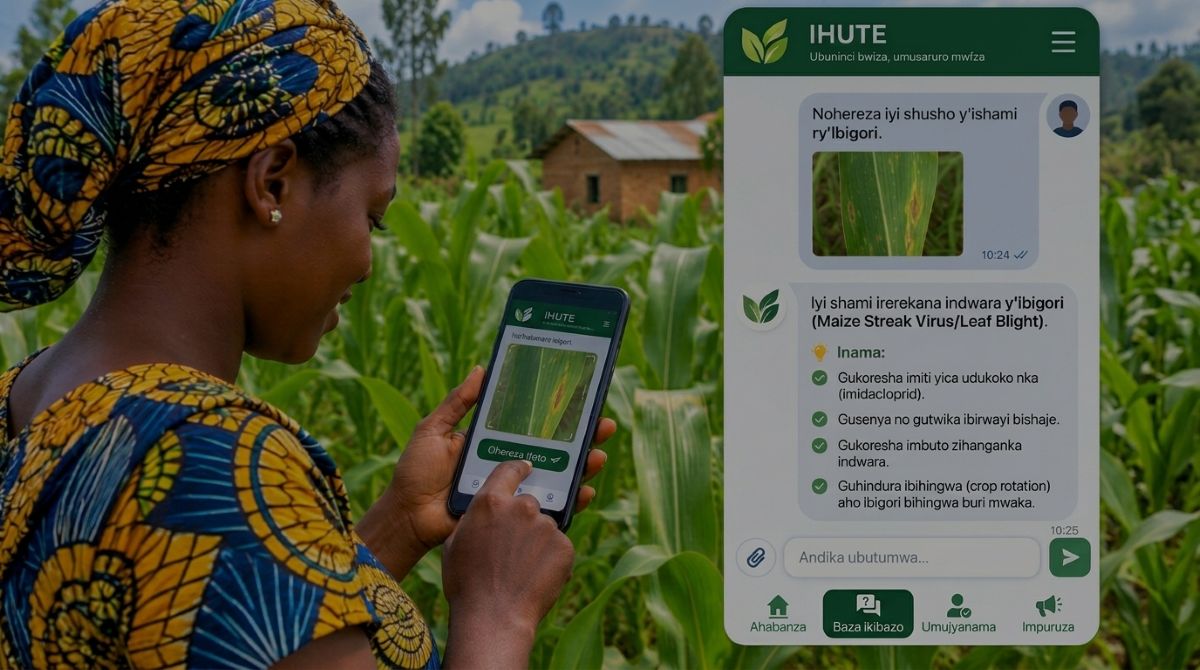 IHUTE
Ubuninci bwiza, umusaruro mwfza
Nohereza iyi shusho y'ishami
ry'Ibigori.
10:24
Iyi shami irerekana indwara y'ibigori
(Maize Streak Virus/Leaf Blight).
Inama:
Gukoresha imiti yica udukoko nka
(imidacloprid).
Gusenya no gutwika ibirwayi bishaje.
Gukoresha imbuto zihanganka
indwara.
Guhindura ibihingwa (crop rotation)
aho ibigori bihingwa buri mwaka.
10:25
Andika ubutumwa...
Ahabanza
Baza ikibazo
Umujyanama
Impuruza
IHUTE
Ohereza Ifeto